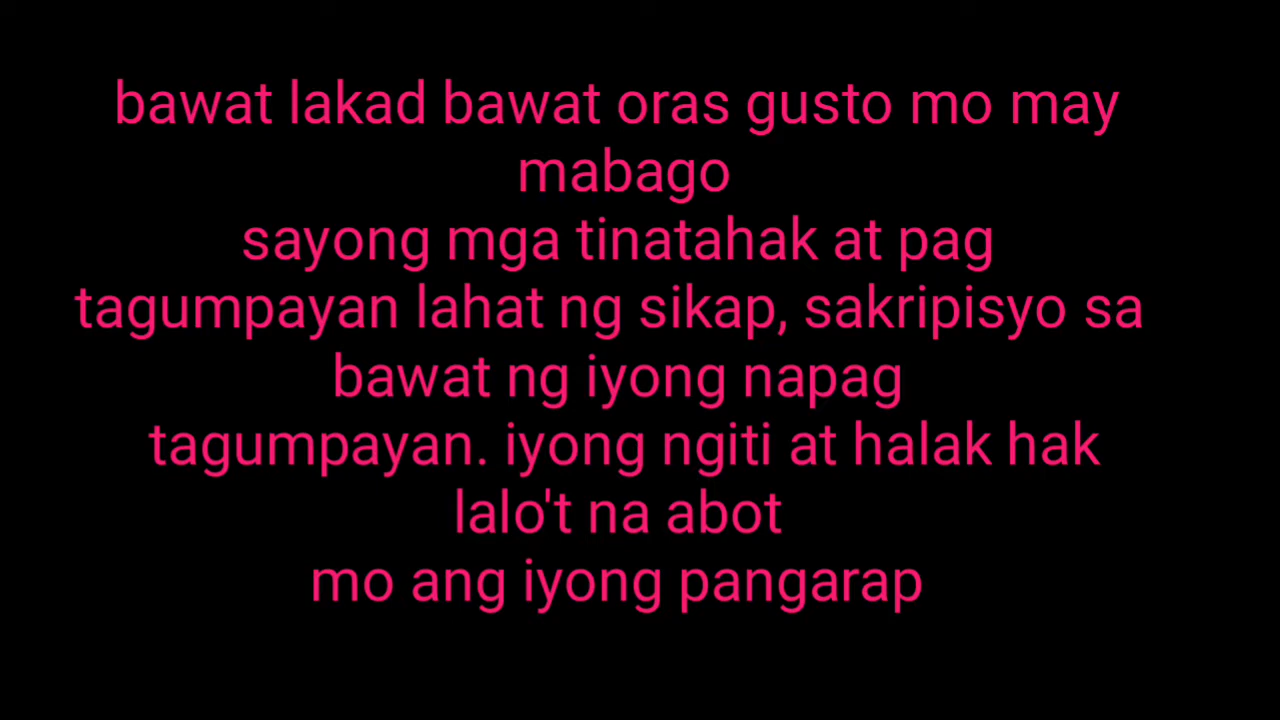 bawat lakad bawat oras gusto mo may
mabago
sayong mga tinatahak at pag
tagumpayan lahat ng sikap, sakripisyo sa
bawat ng iyong napag
tagumpayan. iyong ngiti at halak hak
lalo't na abot
mo ang iyong pangarap